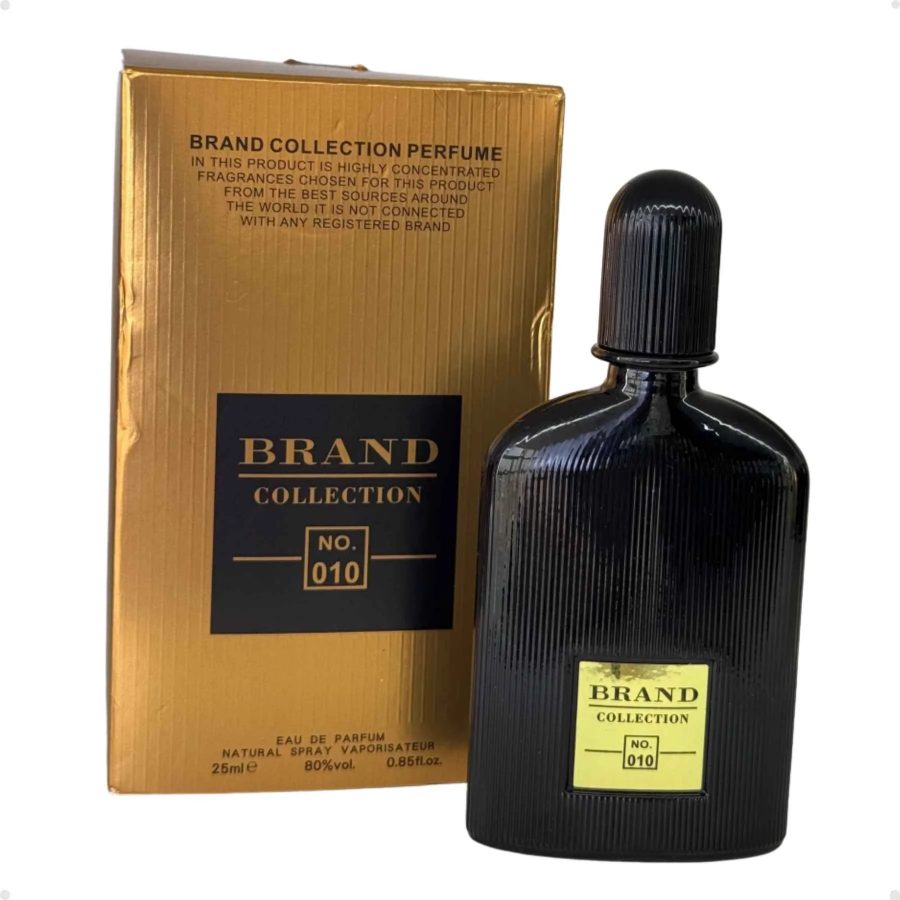 BRAND COLLECTION PERFUME
IN THIS PRODUCT IS HIGHLY CONCENTRATED
FRAGRANCES CHOSEN FOR THIS PRODUCT
FROM THE BEST SOURCES AROUND
THE WORLD IT IS NOT CONNECTED
WITH ANY REGISTERED BRAND
BRAND
COLLECTION
NO.
010
EAU DE PARFUM
NATURAL SPRAY VAPORISATEUR
25ml e 80%vol. 0.85fl.oz.
BRAND
COLLECTION
NO.
010